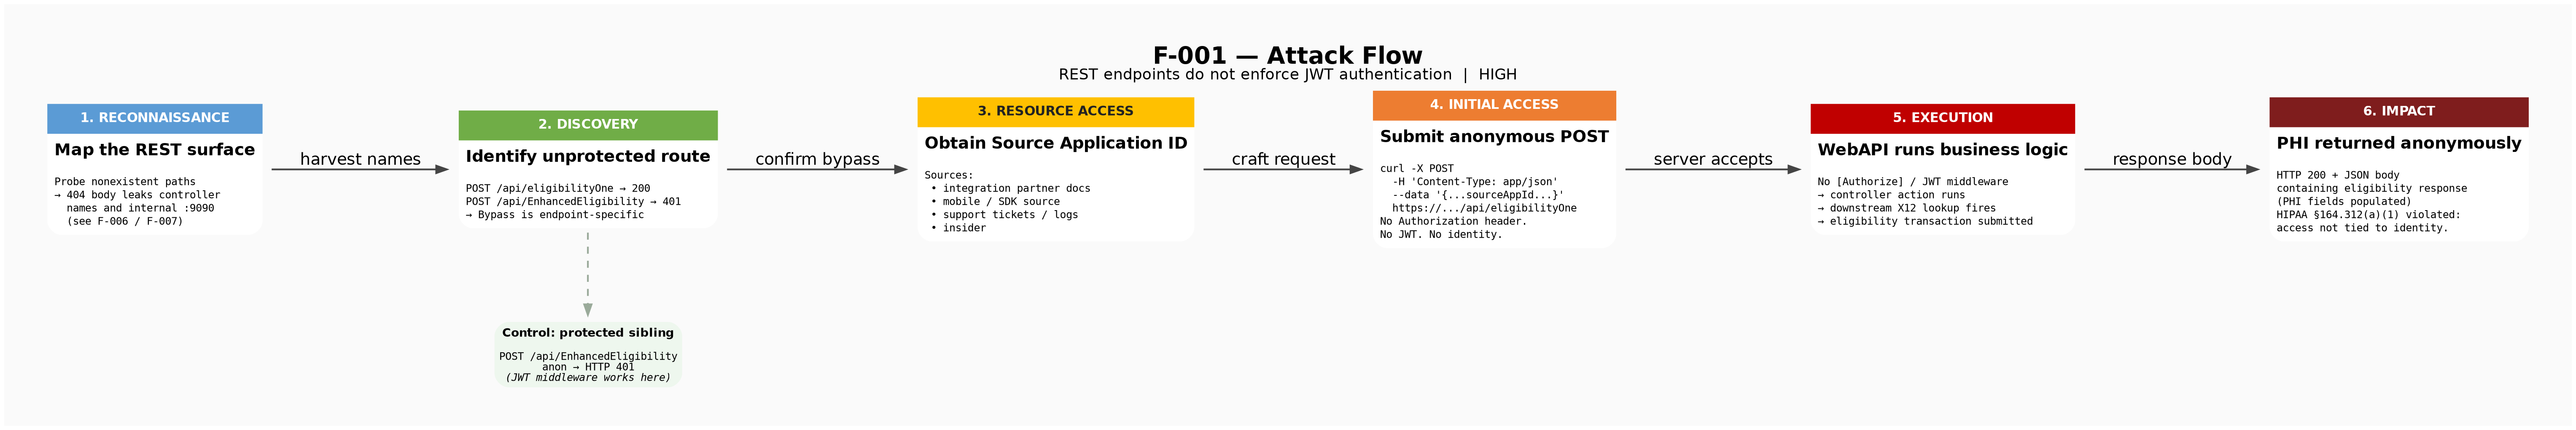 F-001 — Attack Flow
REST endpoints do not enforce JWT authentication | HIGH
1. RECONNAISSANCE
Map the REST surface
Probe nonexistent paths
→ 404 body leaks controller
names and internal :9090
(see F-006 / F-007)
harvest names
2. DISCOVERY
Identify unprotected route
POST /api/eligibilityOne → 200
POST /api/EnhancedEligibility → 401
→ Bypass is endpoint-specific
confirm bypass
3. RESOURCE ACCESS
Obtain Source Application ID
Sources:
• integration partner docs
• mobile / SDK source
• support tickets / logs
• insider
craft request
4. INITIAL ACCESS
Submit anonymous POST
curl -X POST
-H 'Content-Type: app/json'
--data '{...sourceAppId...}'
https://.../api/eligibilityOne
No Authorization header.
No JWT. No identity.
server accepts
5. EXECUTION
WebAPI runs business logic
No [Authorize] / JWT middleware
→ controller action runs
→ downstream X12 lookup fires
→ eligibility transaction submitted
response body
6. IMPACT
PHI returned anonymously
HTTP 200 + JSON body
containing eligibility response
(PHI fields populated)
HIPAA §164.312(a)(1) violated:
access not tied to identity.
Control: protected sibling
POST /api/EnhancedEligibility
anon → HTTP 401
(JWT middleware works here)